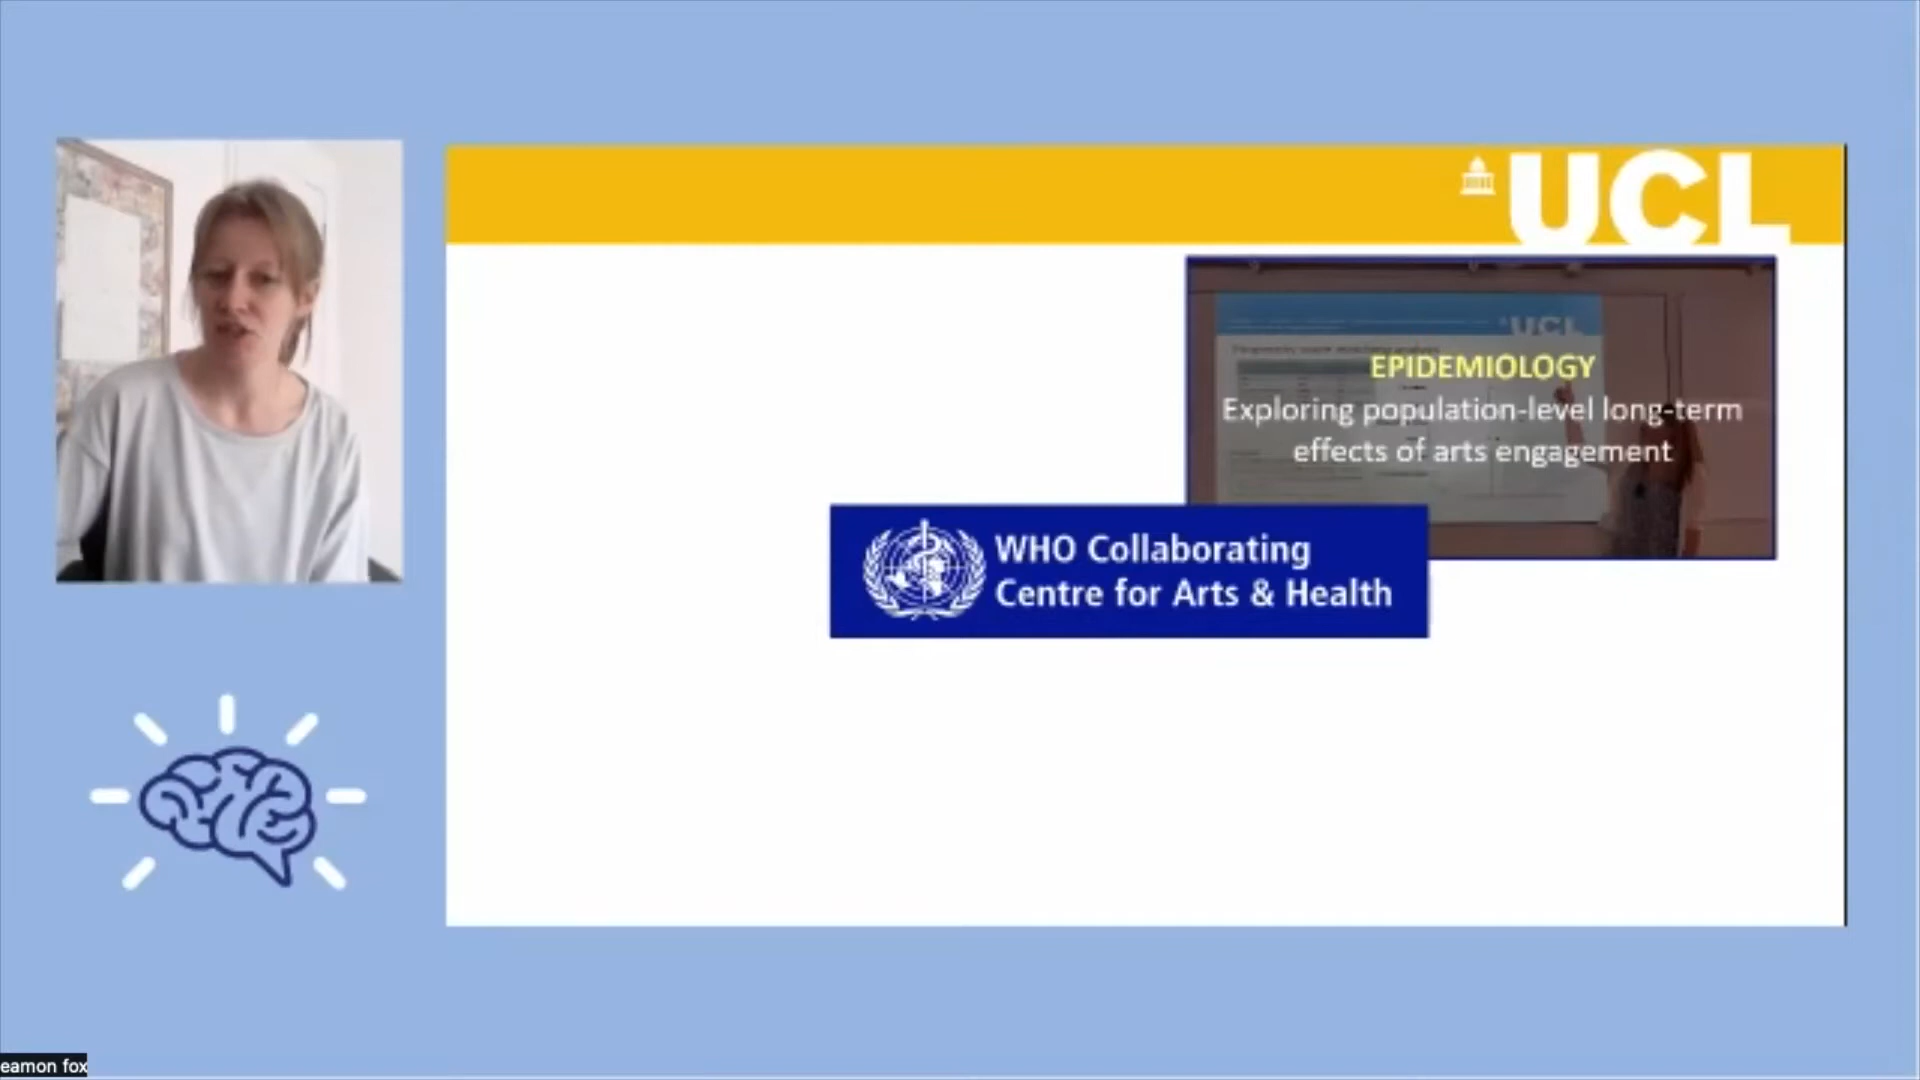 UCL
UCL
EPIDEMIOLOGY
Exploring population-level long-term
effects of arts engagement
WHO Collaborating
Centre for Arts & Health
eamon fox